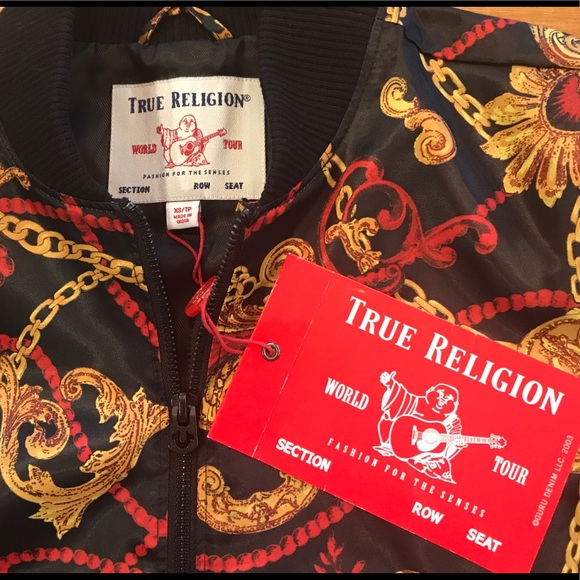 TRUE RELIGION®
WORLD TOUR
FASHION FOR THE SENSES
SECTION ROW SEAT
XS/TP
MADE IN
INDIA
TRUE RELIGION
WORLD TOUR
FASHION FOR THE SENSES
SECTION ROW SEAT
©GURU DENIM LLC. 2003